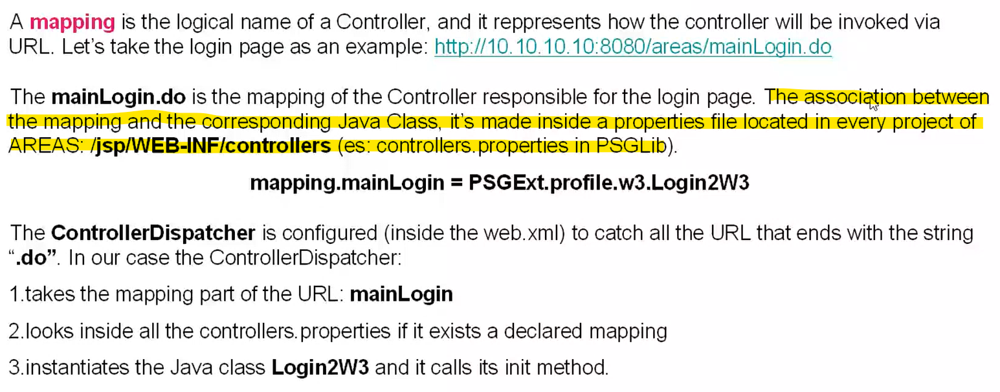 A mapping is the logical name of a Controller, and it reppresents how the controller will be invoked via
URL. Let’s take the login page as an example: http://10.10.10.10:8080/areas/mainLogin.do
The mainLogin.do is the mapping of the Controller responsible for the login page. The association between
the mapping and the corresponding Java Class, it’s made inside a properties file located in every project of
AREAS: /jsp/WEB-INF/controllers (es: controllers.properties in PSGLib).
mapping.mainLogin = PSGExt.profile.w3.Login2W3
The ControllerDispatcher is configured (inside the web.xml) to catch all the URL that ends with the string
“.do”. In our case the ControllerDispatcher:
1.takes the mapping part of the URL: mainLogin
2.looks inside all the controllers.properties if it exists a declared mapping
3.instantiates the Java class Login2W3 and it calls its init method.